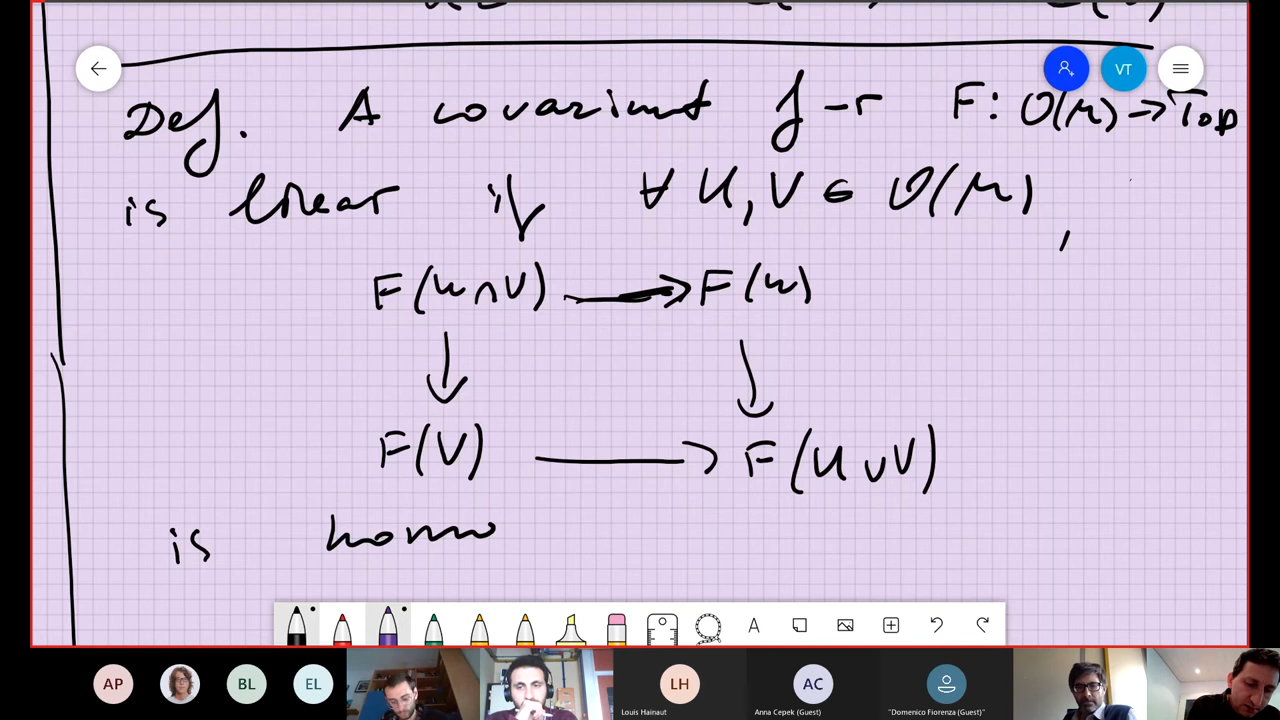 VT
Def. A covariant f-r F: O(M) → Top
is linear if ∀ U, V ∈ O(M),
F(U ∩ V) → F(U)
↓ ↓
F(V) → F(U ∪ V)
is homo
A
AP BL EL LH AC
Louis Hainaut Anna Cepek (Guest) "Domenico Fiorenza (Guest)"